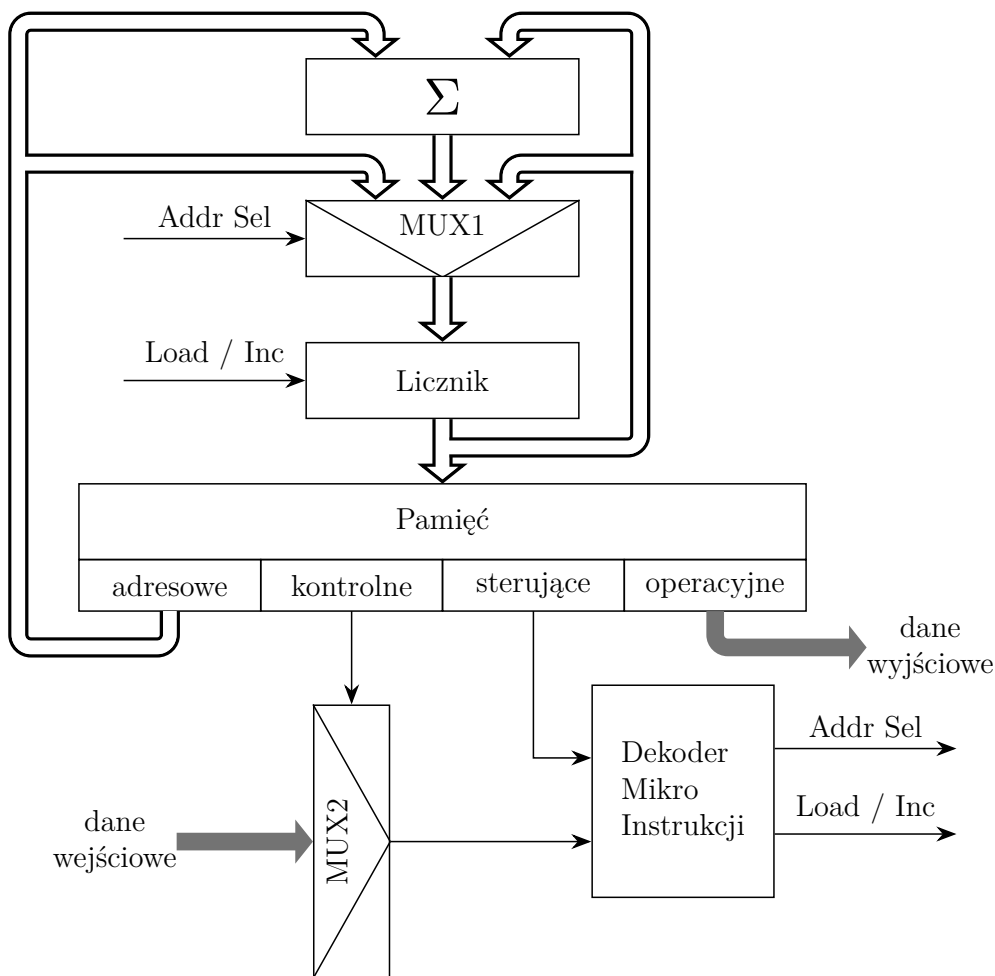 Σ
Addr Sel
MUX1
Load / Inc
Licznik
Pamięć
adresowe
kontrolne
sterujące
operacyjne
dane
wyjściowe
Dekoder
Mikro
Instrukcji
Addr Sel
Load / Inc
dane
wejściowe
MUX2